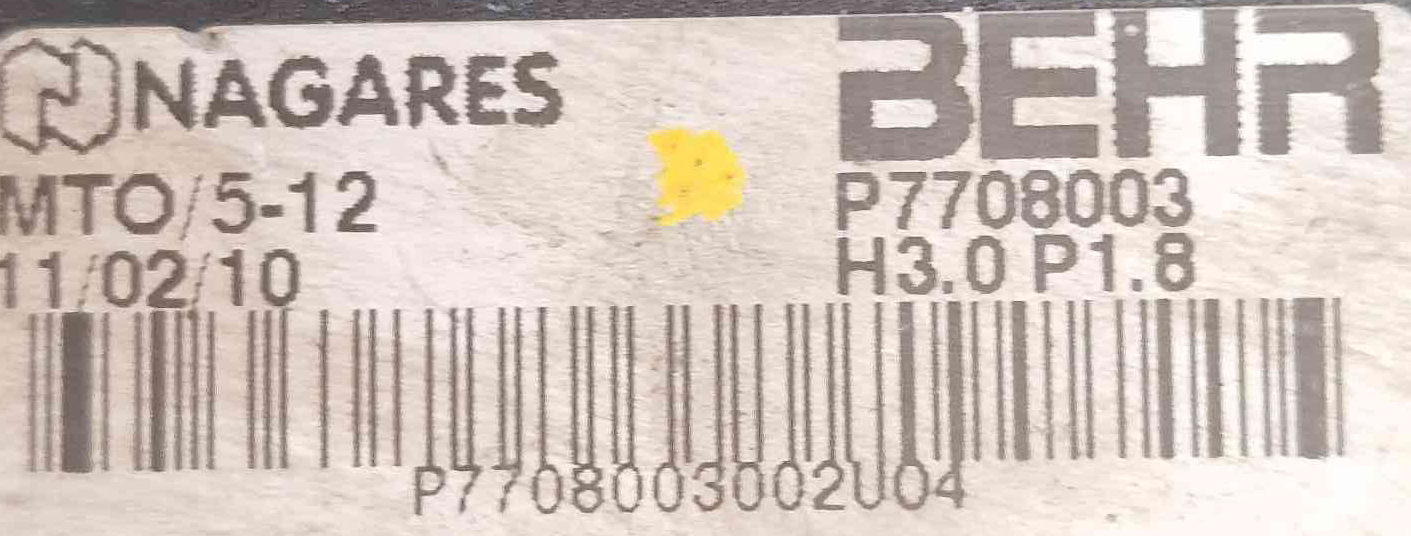 NAGARES
BEHR
MTO/5-12
P7708003
11/02/10
H3.0 P1.8
P7708003002U04